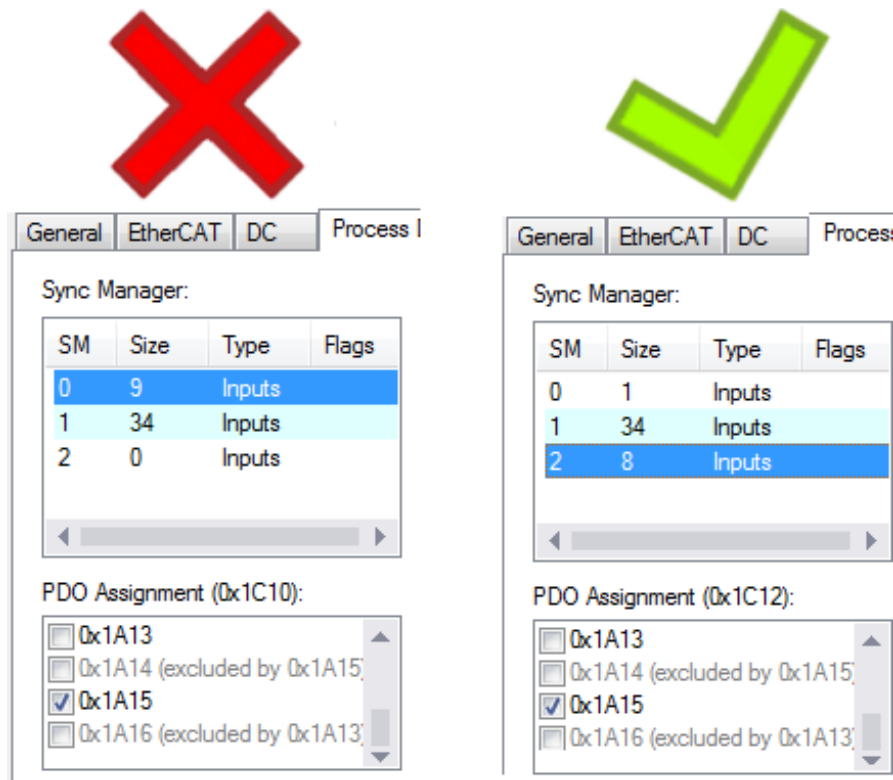 General EtherCAT DC Process
Sync Manager:
SM Size Type Flags
0 9 Inputs
1 34 Inputs
2 0 Inputs
PDO Assignment (0x1C10):
0x1A13
0x1A14 (excluded by 0x1A15)
0x1A15
0x1A16 (excluded by 0x1A13)
General EtherCAT DC Process
Sync Manager:
SM Size Type Flags
0 1 Inputs
1 34 Inputs
2 8 Inputs
PDO Assignment (0x1C12):
0x1A13
0x1A14 (excluded by 0x1A15)
0x1A15
0x1A16 (excluded by 0x1A13)